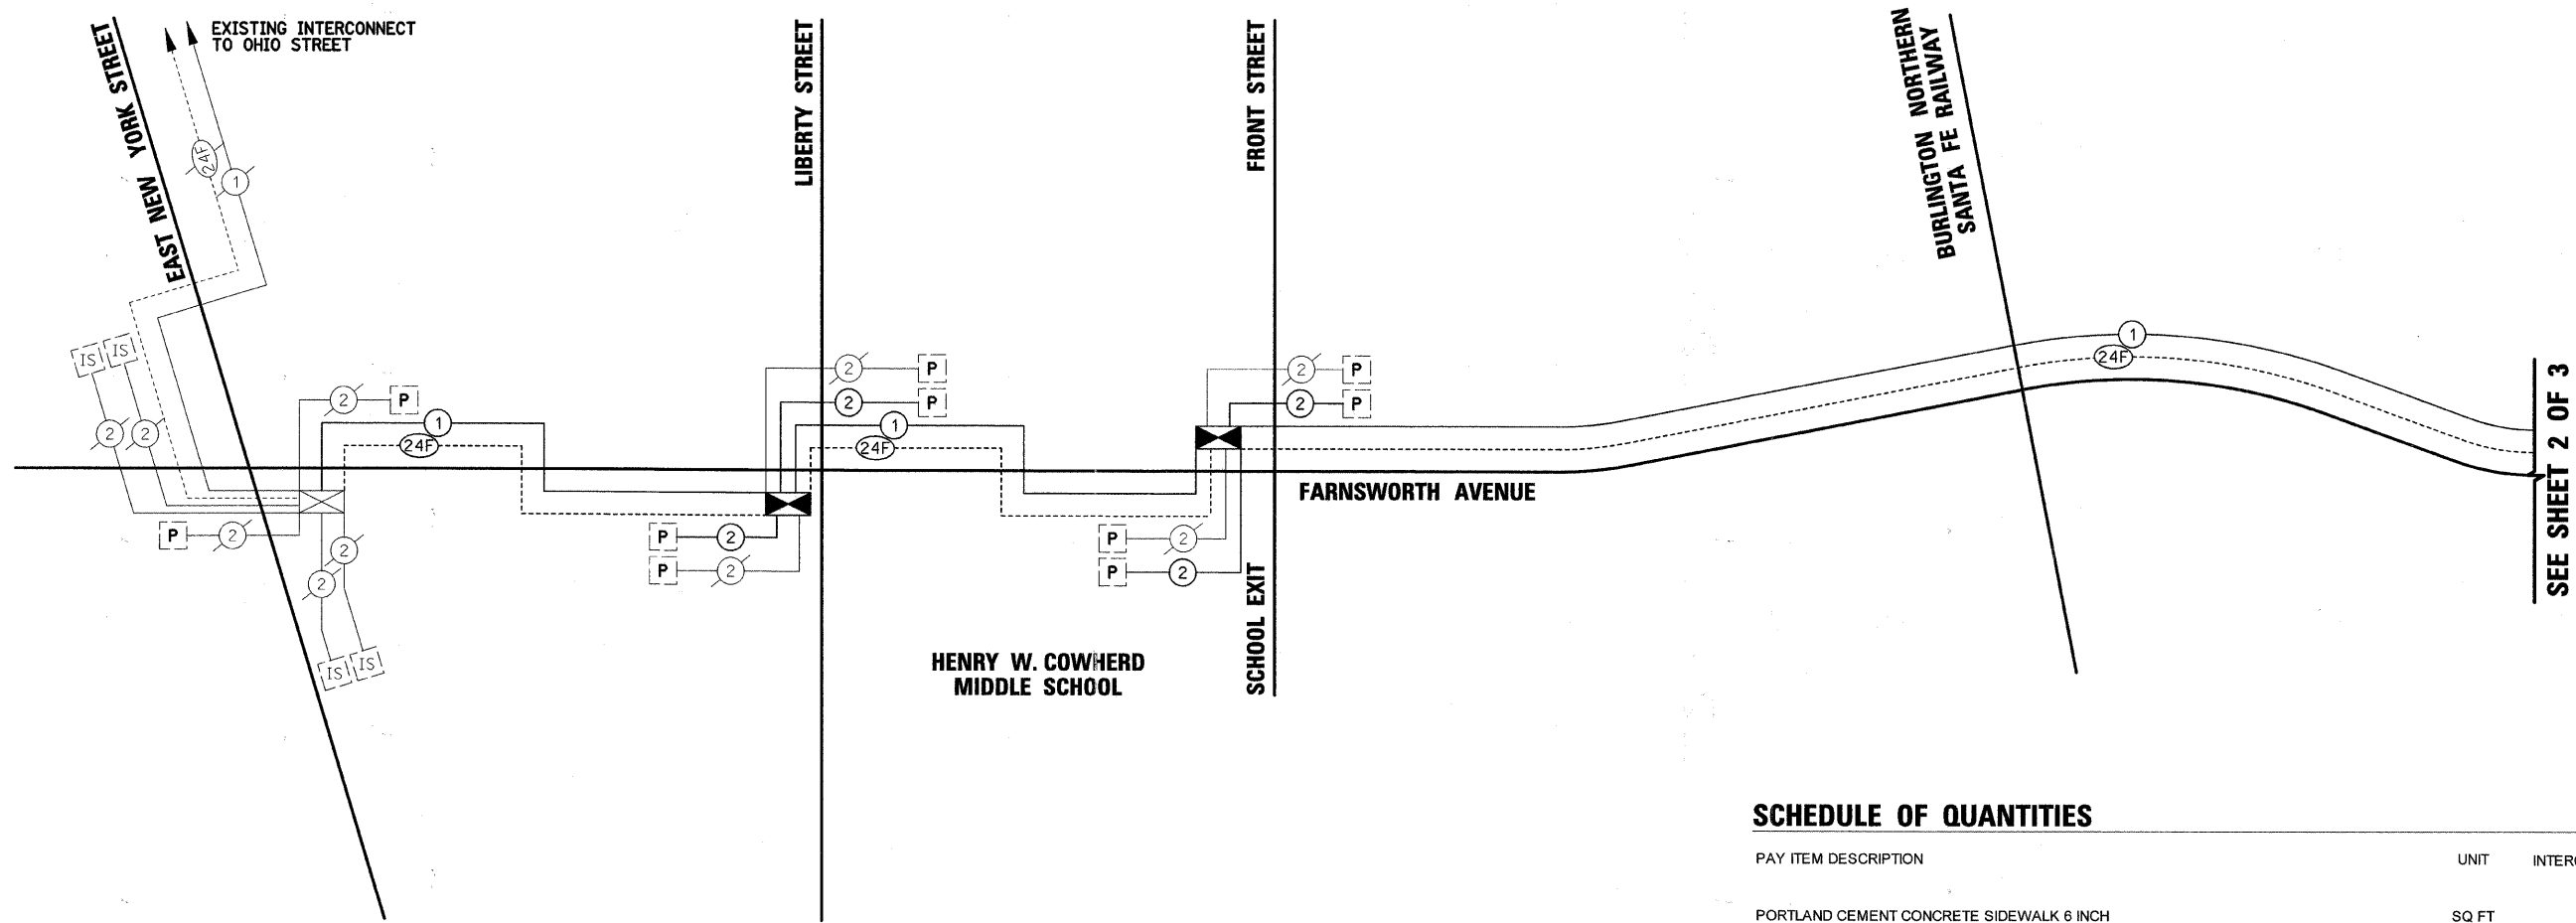 EXISTING INTERCONNECT
TO OHIO STREET
EAST NEW YORK STREET
LIBERTY STREET
FRONT STREET
BURLINGTON NORTHERN
SANTA FE RAILWAY
24F
1
IS
IS
2
2
2
P
1
24F
P
2
2
2
IS
IS
2
P
2
P
1
24F
P
2
P
2
2
P
2
P
P
2
P
2
SCHOOL EXIT
FARNSWORTH AVENUE
1
24F
SEE SHEET 2 OF 3
HENRY W. COWHERD
MIDDLE SCHOOL
SCHEDULE OF QUANTITIES
PAY ITEM DESCRIPTION UNIT
PORTLAND CEMENT CONCRETE SIDEWALK 6 INCH SQ FT